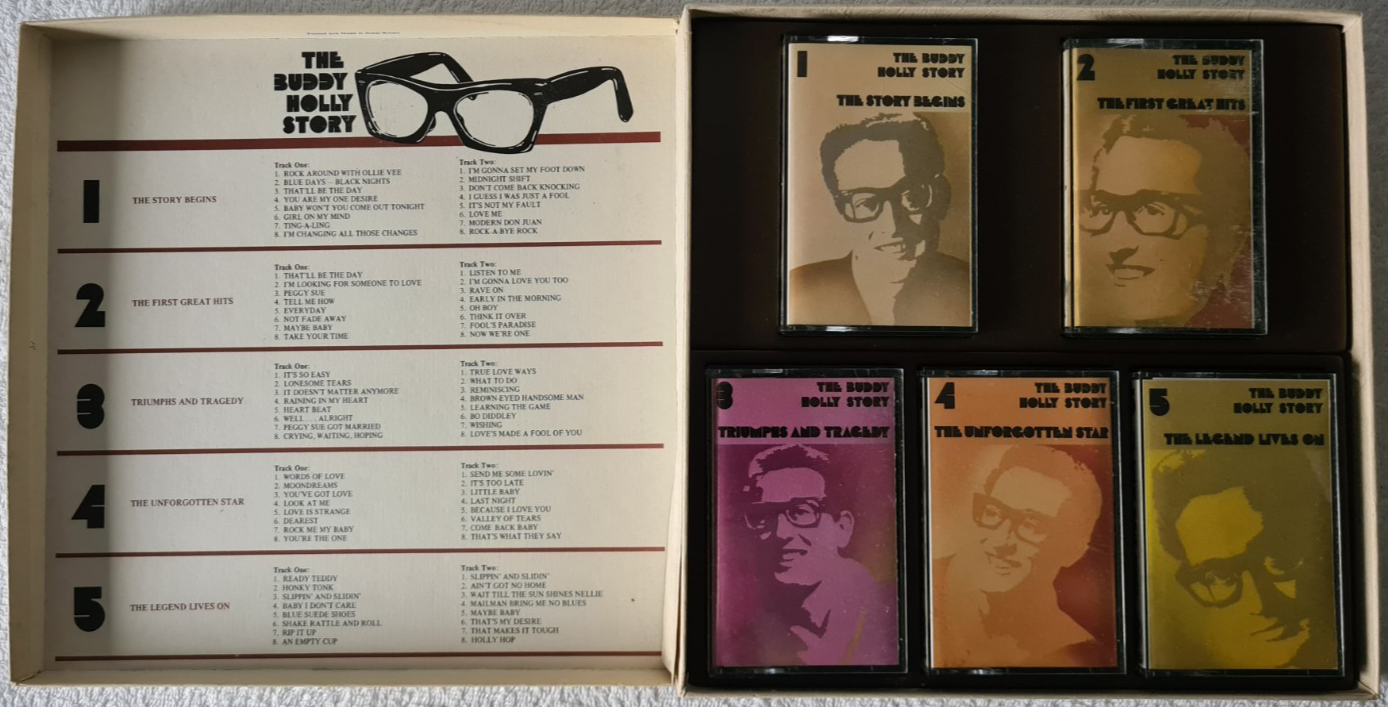 THE
BUDDY
HOLLY
STORY
1
THE STORY BEGINS
Track One:
1. ROCK AROUND WITH OLLIE VEE
2. BLUE DAYS – BLACK NIGHTS
3. THAT'LL BE THE DAY
4. YOU ARE MY ONE DESIRE
5. BABY WON'T YOU COME OUT TONIGHT
6. GIRL ON MY MIND
7. TING-A-LING
8. I'M CHANGING ALL THOSE CHANGES
Track Two:
1. I'M GONNA SET MY FOOT DOWN
2. MIDNIGHT SHIFT
3. DON'T COME BACK KNOCKING
4. I GUESS I WAS JUST A FOOL
5. IT'S NOT MY FAULT
6. LOVE ME
7. MODERN DON JUAN
8. ROCK-A-BYE ROCK
2
THE FIRST GREAT HITS
Track One:
1. THAT'LL BE THE DAY
2. I'M LOOKING FOR SOMEONE TO LOVE
3. PEGGY SUE
4. TELL ME HOW
5. EVERYDAY
6. NOT FADE AWAY
7. MAYBE BABY
8. TAKE YOUR TIME
Track Two:
1. LISTEN TO ME
2. I'M GONNA LOVE YOU TOO
3. RAVE ON
4. EARLY IN THE MORNING
5. OH BOY
6. THINK IT OVER
7. FOOL'S PARADISE
8. NOW WE'RE ONE
3
TRIUMPHS AND TRAGEDY
Track One:
1. IT'S SO EASY
2. LONESOME TEARS
3. IT DOESN'T MATTER ANYMORE
4. RAINING IN MY HEART
5. HEART BEAT
6. WELL . . . ALRIGHT
7. PEGGY SUE GOT MARRIED
8. CRYING, WAITING, HOPING
Track Two:
1. TRUE LOVE WAYS
2. WHAT TO DO
3. REMINISCING
4. BROWN-EYED HANDSOME MAN
5. LEARNING THE GAME
6. BO DIDDLEY
7. WISHING
8. LOVE'S MADE A FOOL OF YOU
4
THE UNFORGOTTEN STAR
Track One:
1. WORDS OF LOVE
2. MOONDREAMS
3. YOU'VE GOT LOVE
4. LOOK AT ME
5. LOVE IS STRANGE
6. DEAREST
7. ROCK ME MY BABY
8. YOU'RE THE ONE
Track Two:
1. SEND ME SOME LOVIN'
2. IT'S TOO LATE
3. LITTLE BABY
4. LAST NIGHT
5. BECAUSE I LOVE YOU
6. VALLEY OF TEARS
7. COME BACK BABY
8. THAT'S WHAT THEY SAY
5
THE LEGEND LIVES ON
Track One:
1. READY TEDDY
2. HONKY TONK
3. SLIPPIN' AND SLIDIN'
4. BABY I DON'T CARE
5. BLUE SUEDE SHOES
6. SHAKE RATTLE AND ROLL
7. RIP IT UP
8. AN EMPTY CUP
Track Two:
1. SLIPPIN' AND SLIDIN'
2. AIN'T GOT NO HOME
3. WAIT TILL THE SUN SHINES NELLIE
4. MAILMAN BRING ME NO BLUES
5. MAYBE BABY
6. THAT'S MY DESIRE
7. THAT MAKES IT TOUGH
8. HOLLY HOP
1
THE BUDDY
HOLLY STORY
THE STORY BEGINS
2
THE BUDDY
HOLLY STORY
THE FIRST GREAT HITS
3
THE BUDDY
HOLLY STORY
TRIUMPHS AND TRAGEDY
4
THE BUDDY
HOLLY STORY
THE UNFORGOTTEN STAR
5
THE BUDDY
HOLLY STORY
THE LEGEND LIVES ON